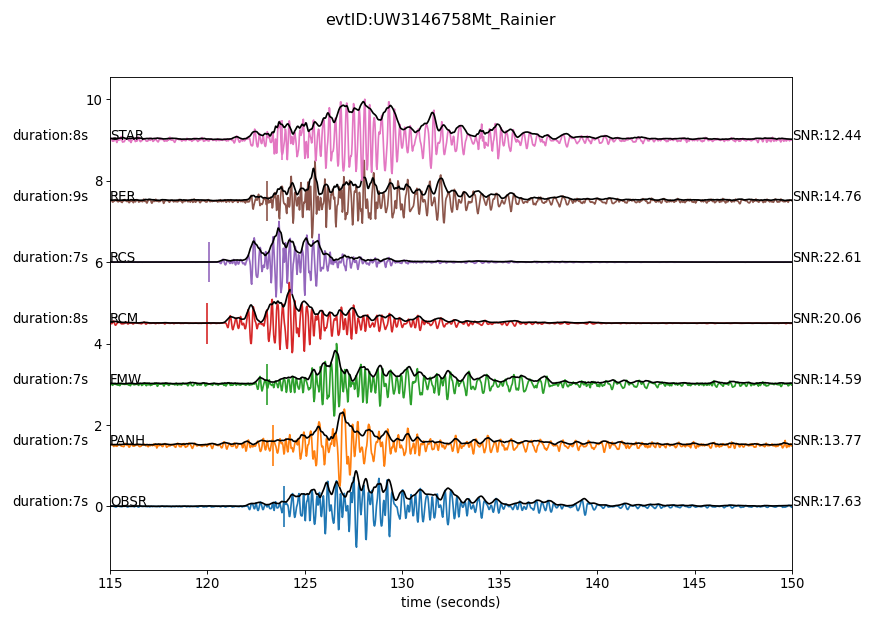 evtID:UW3146758Mt_Rainier
10
duration:8s STAR SNR:12.44
8
duration:9s RER SNR:14.76
duration:7s RCS SNR:22.61
6
duration:8s RCM SNR:20.06
4
duration:7s FMW SNR:14.59
2
duration:7s PANH SNR:13.77
duration:7s OBSR SNR:17.63
0
115 120 125 130 135 140 145 150
time (seconds)